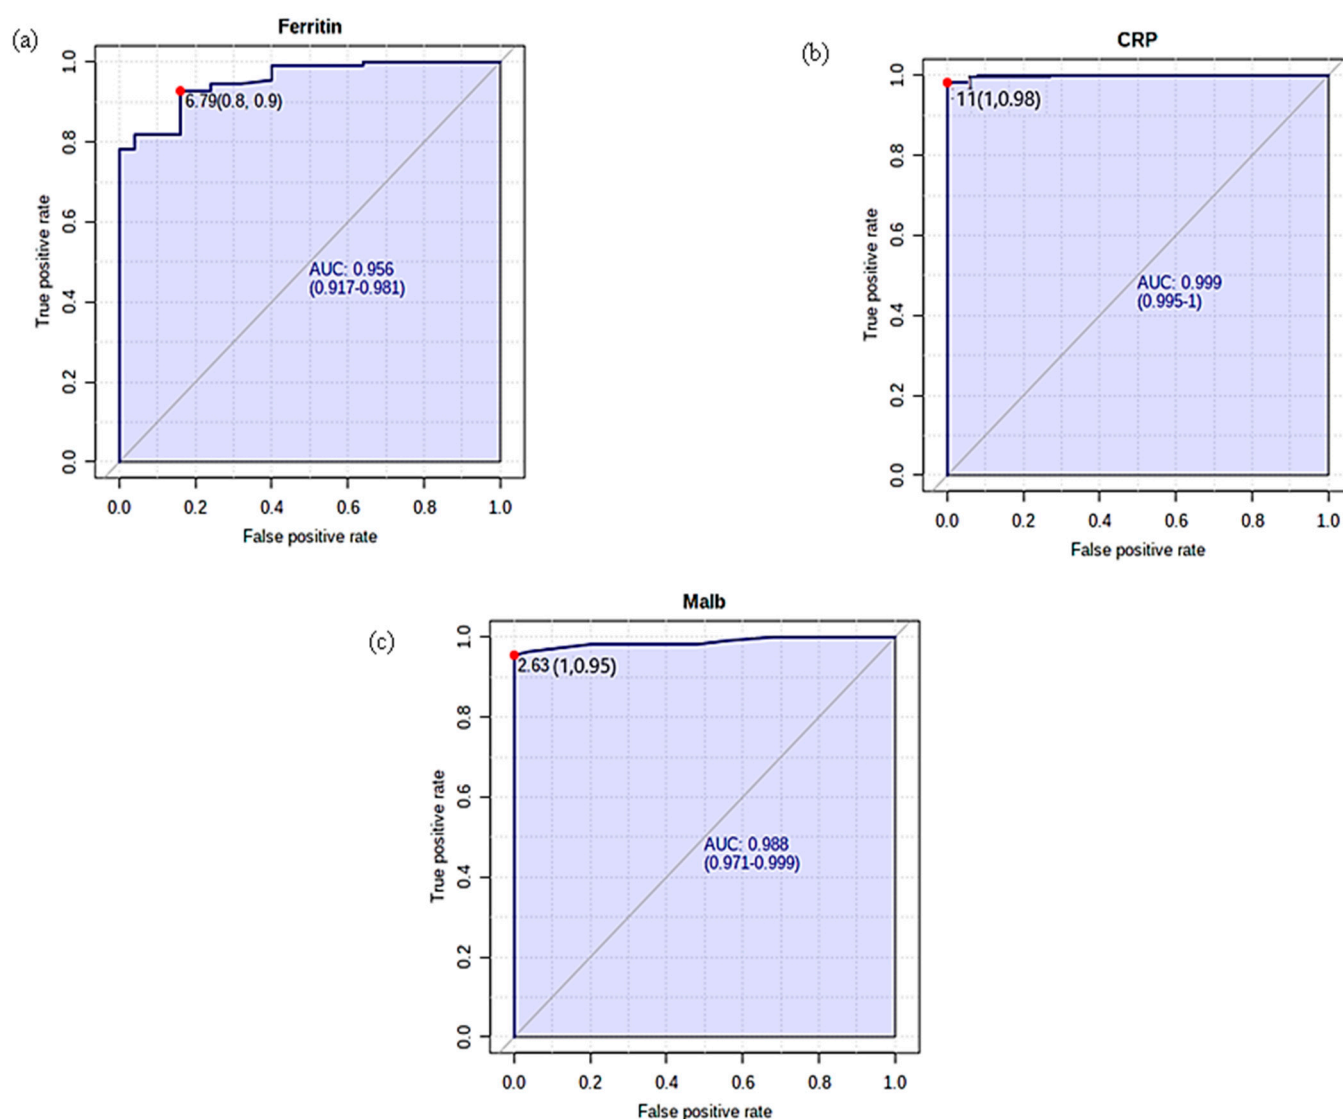 (a)
Ferritin
1.0
0.8
0.6
0.4
0.2
0.0
True positive rate
6.79(0.8, 0.9)
AUC: 0.956
(0.917-0.981)
0.0 0.2 0.4 0.6 0.8 1.0
False positive rate
(b)
CRP
1.0
0.8
0.6
0.4
0.2
0.0
True positive rate
11(1,0.98)
AUC: 0.999
(0.995-1)
0.0 0.2 0.4 0.6 0.8 1.0
False positive rate
(c)
Malb
1.0
0.8
0.6
0.4
0.2
0.0
True positive rate
2.63 (1,0.95)
AUC: 0.988
(0.971-0.999)
0.0 0.2 0.4 0.6 0.8 1.0
False positive rate